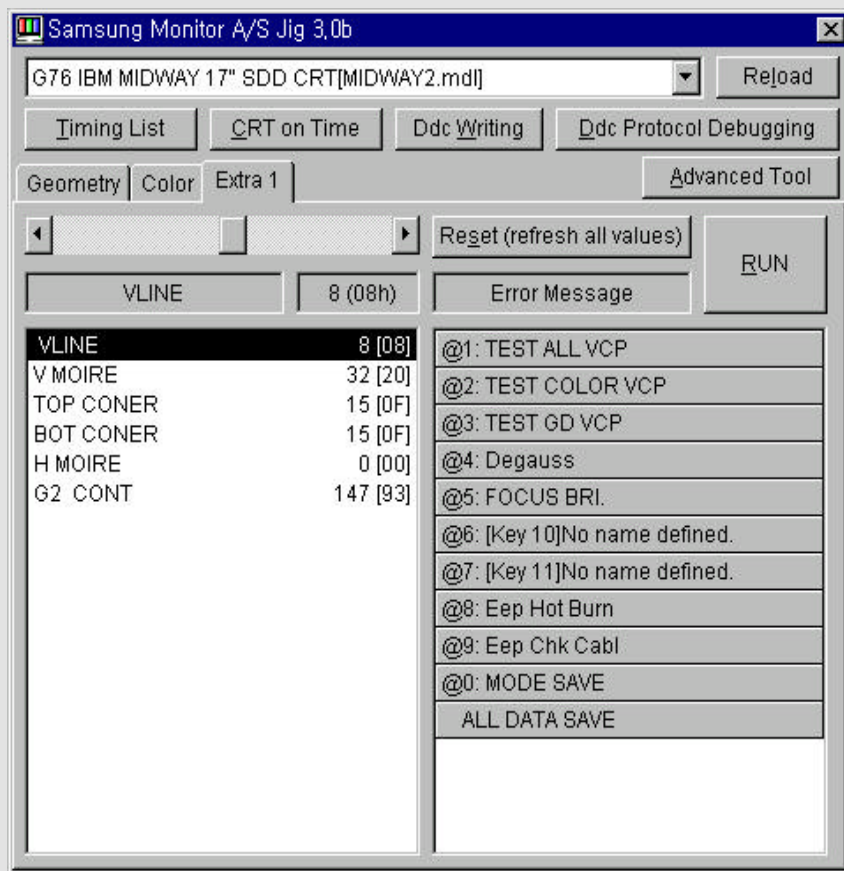 Samsung Monitor A/S Jig 3,0b
G76 IBM MIDWAY 17" SDD CRT[MIDWAY2.mdl]
Reload
Timing List
CRT on Time
Ddc Writing
Ddc Protocol Debugging
Geometry
Color
Extra 1
Advanced Tool
Reset (refresh all values)
RUN
VLINE
8 (08h)
Error Message
VLINE 8 [08]
V MOIRE 32 [20]
TOP CONER 15 [0F]
BOT CONER 15 [0F]
H MOIRE 0 [00]
G2 CONT 147 [93]
@1: TEST ALL VCP
@2: TEST COLOR VCP
@3: TEST GD VCP
@4: Degauss
@5: FOCUS BRI.
@6: [Key 10]No name defined.
@7: [Key 11]No name defined.
@8: Eep Hot Burn
@9: Eep Chk Cabl
@0: MODE SAVE
ALL DATA SAVE